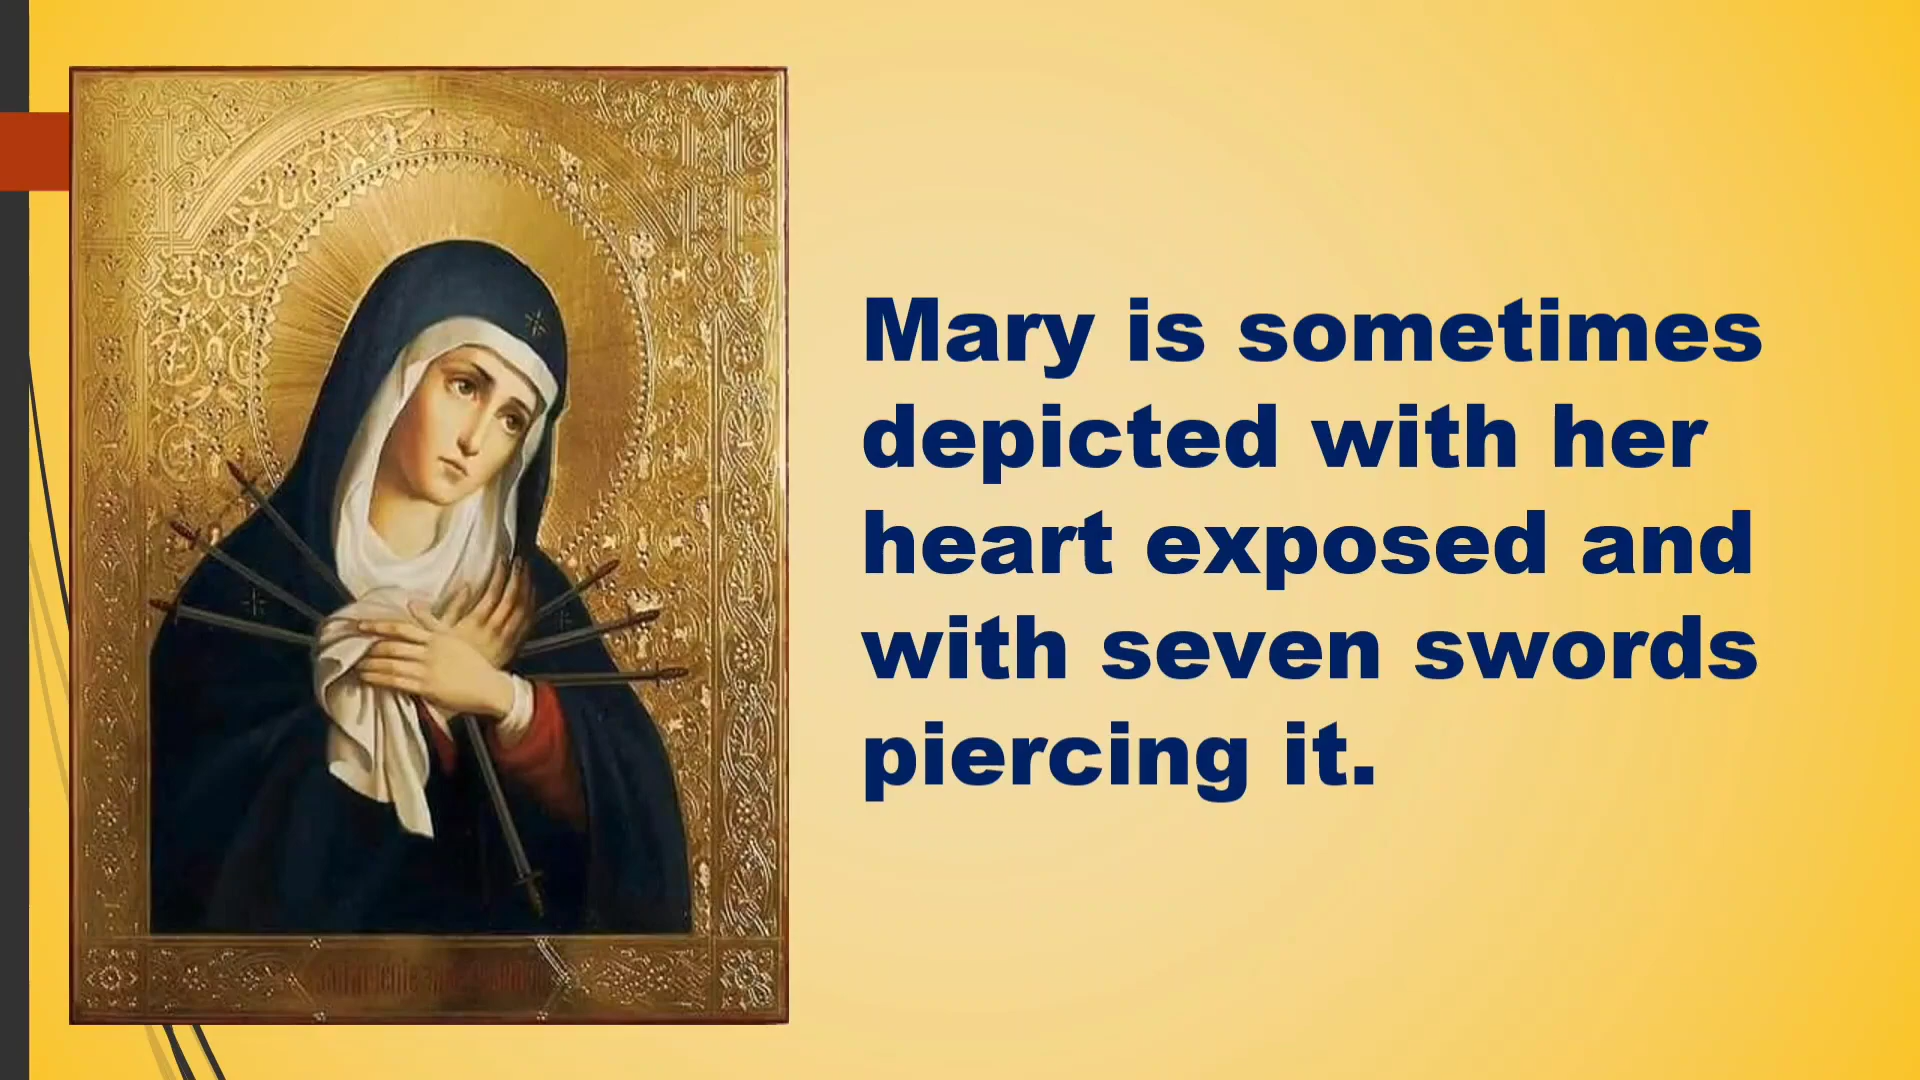 Mary is sometimes
depicted with her
heart exposed and
with seven swords
piercing it.